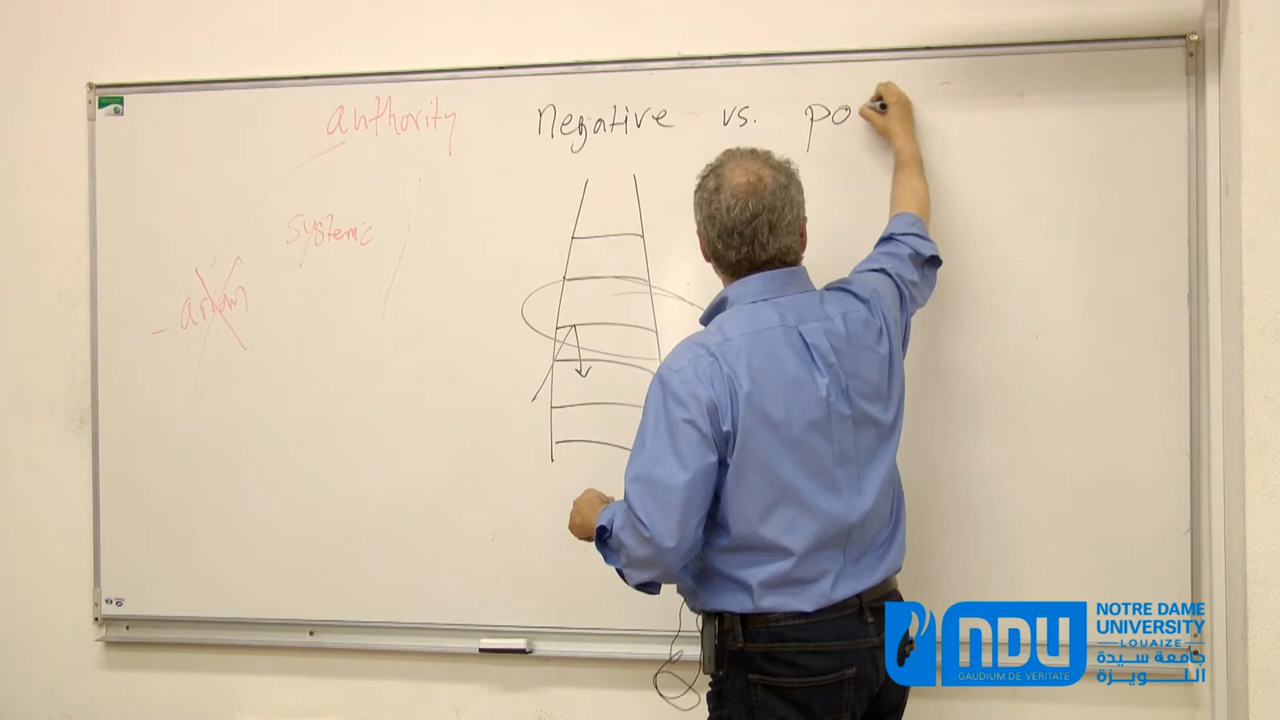 authority
negative vs. po
systemic
NDU
GAUDIUM DE VERITATE
NOTRE DAME
UNIVERSITY
LOUAIZE
جامعة سيدة
اللويزة